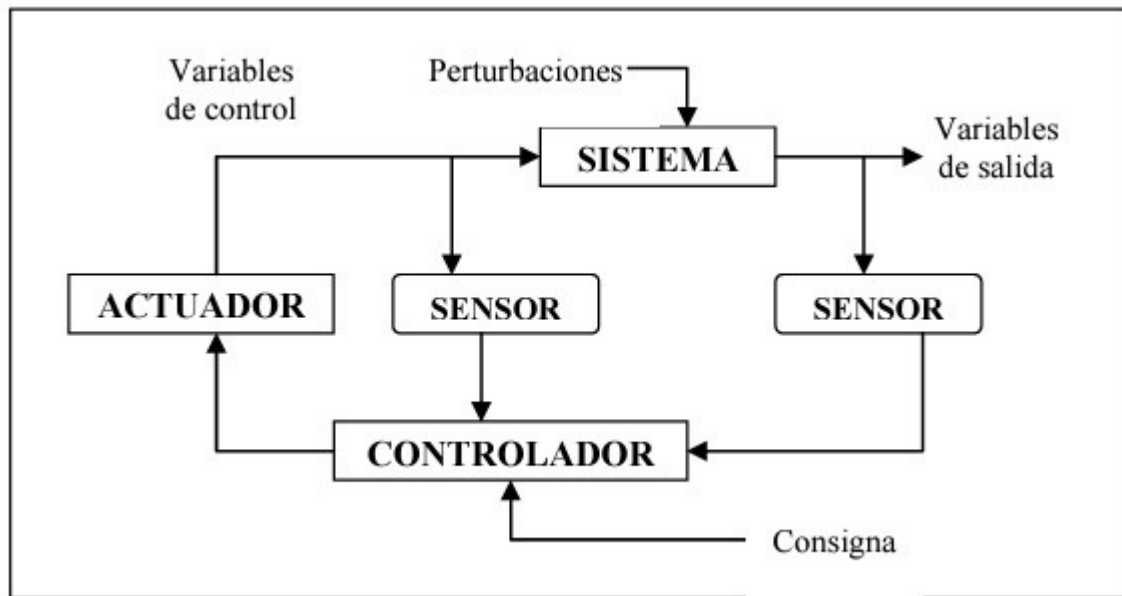 Variables
de control
Perturbaciones
SISTEMA
Variables
de salida
ACTUADOR
SENSOR
SENSOR
CONTROLADOR
Consigna